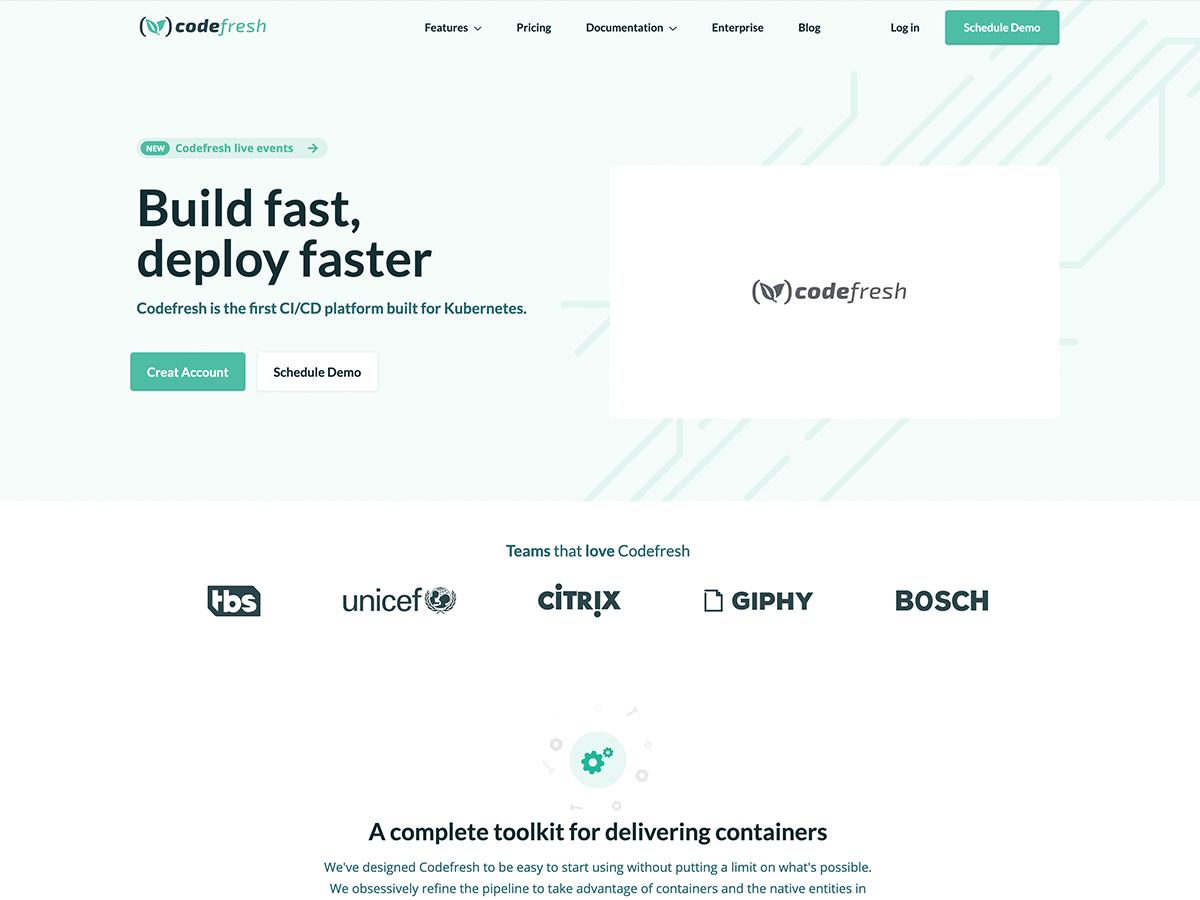 codefresh
Features Pricing Documentation Enterprise Blog Log in Schedule Demo
NEW Codefresh live events
Build fast,
deploy faster
Codefresh is the first CI/CD platform built for Kubernetes.
Creat Account Schedule Demo
codefresh
Teams that love Codefresh
tbs unicef CITRIX GIPHY BOSCH
A complete toolkit for delivering containers
We've designed Codefresh to be easy to start using without putting a limit on what's possible.
We obsessively refine the pipeline to take advantage of containers and the native entities in